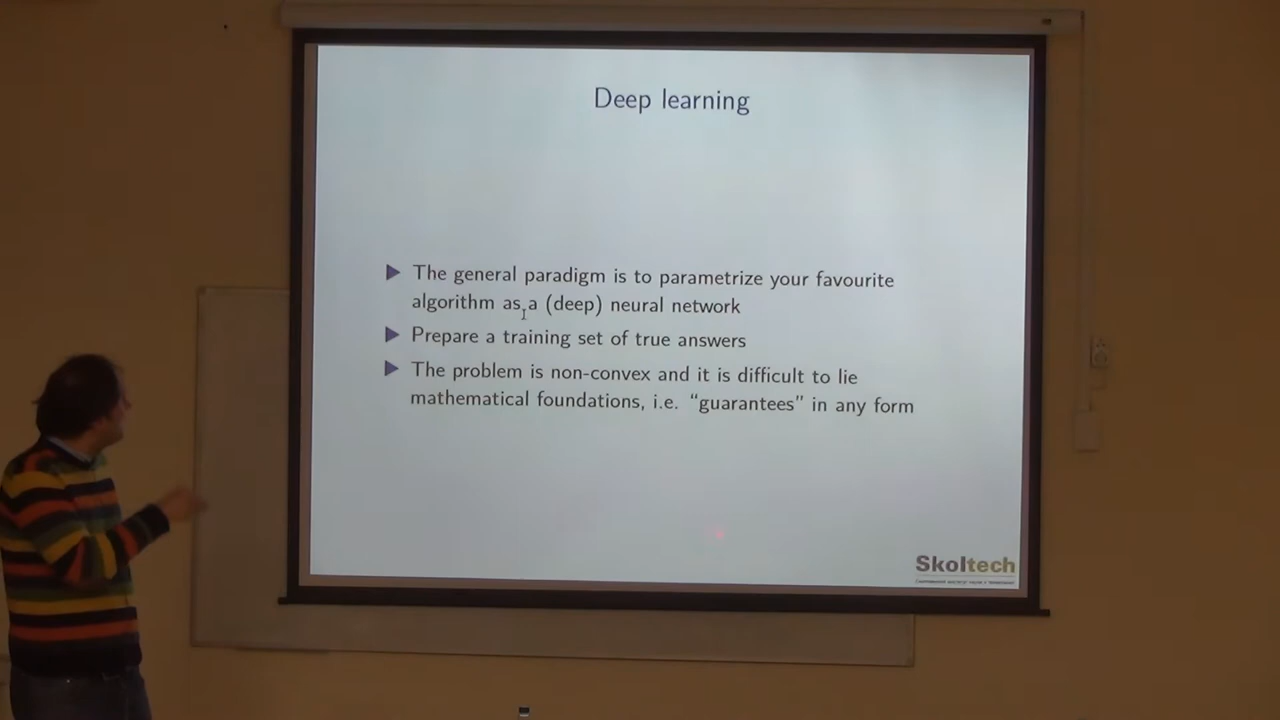 Deep learning
The general paradigm is to parametrize your favourite
algorithm as a (deep) neural network
Prepare a training set of true answers
The problem is non-convex and it is difficult to lie
mathematical foundations, i.e. “guarantees” in any form
Skoltech